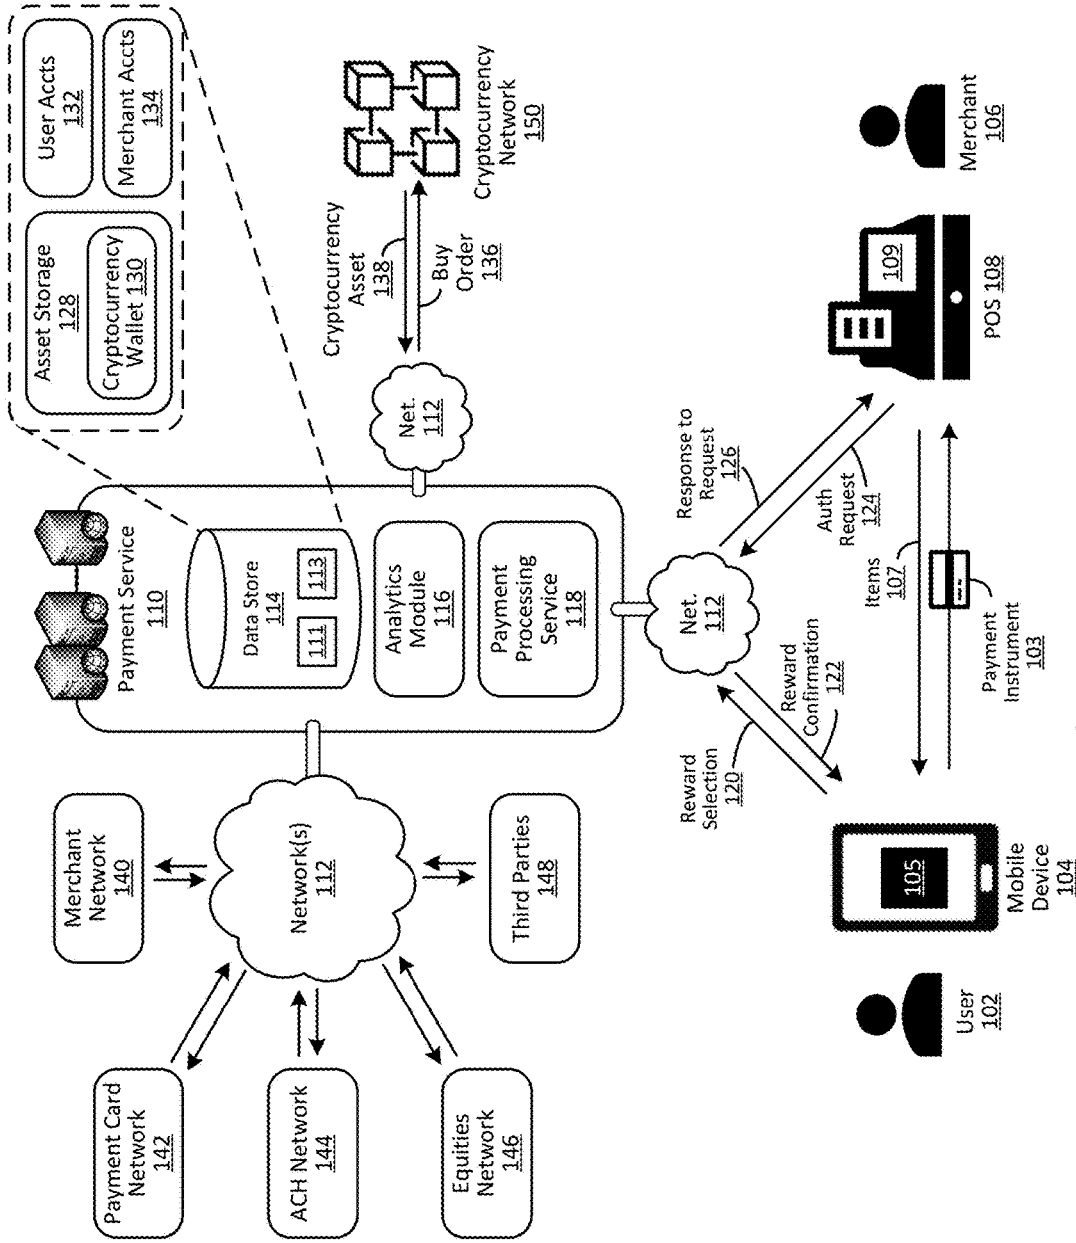 Payment Card
Network
142
ACH Network
144
Equities
Network
146
Merchant
Network
140
Network(s)
112
Third Parties
148
Payment Service
110
Data Store
114
111
113
Analytics
Module
116
Payment
Processing
Service
118
Asset Storage
128
Cryptocurrency
Wallet 130
User Accts
132
Merchant Accts
134
Net.
112
Cryptocurrency
Asset
138
Buy
Order
136
Cryptocurrency
Network
150
Net.
112
Reward
Selection
120
Reward
Confirmation
122
Response to
Request
126
Auth
Request
124
Items
107
Payment
Instrument
103
User
102
105
Mobile
Device
104
109
POS 108
Merchant
106